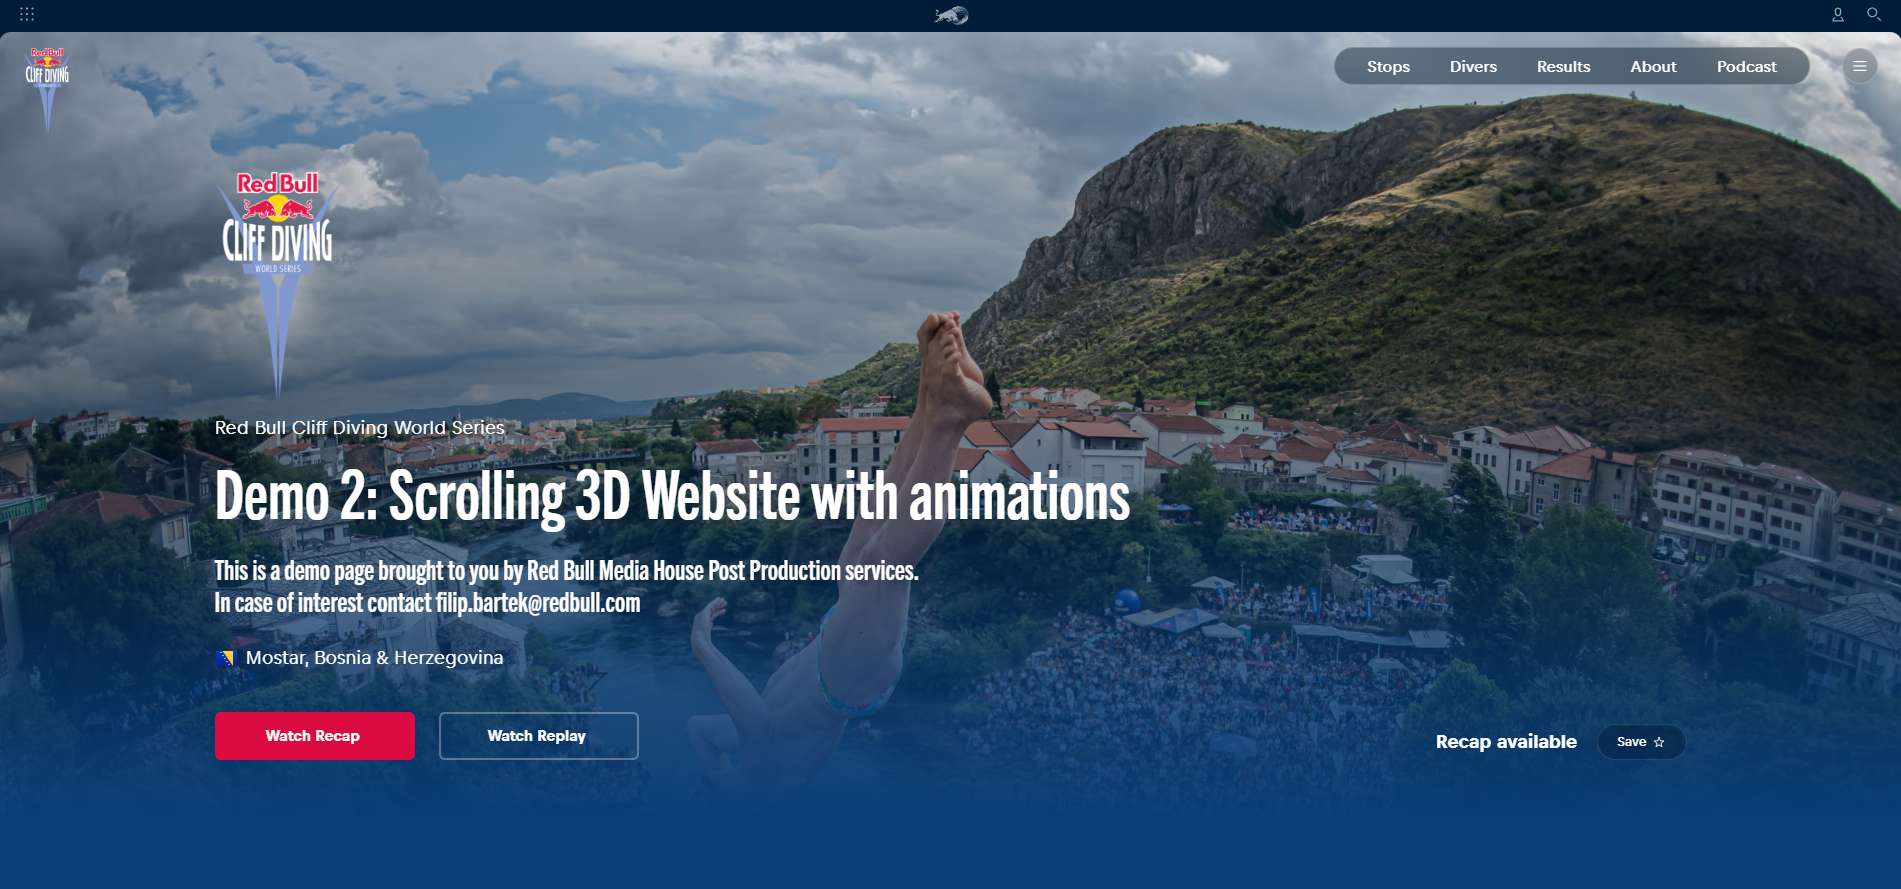 Red Bull
CLIFF DIVING
Stops
Divers
Results
About
Podcast
Red Bull
CLIFF DIVING
WORLD SERIES
Red Bull Cliff Diving World Series
Demo 2: Scrolling 3D Website with animations
This is a demo page brought to you by Red Bull Media House Post Production services.
In case of interest contact filip.bartek@redbull.com
Mostar, Bosnia & Herzegovina
Watch Recap
Watch Replay
Recap available
Save